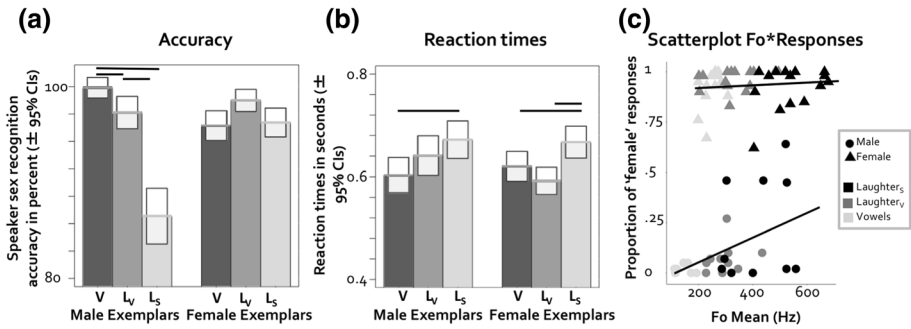 (a)
Accuracy
Speaker sex recognition
accuracy in percent (± 95% CIs)
100
80
V Lᵥ Lₛ V Lᵥ Lₛ
Male Exemplars Female Exemplars
(b)
Reaction times
Reaction times in seconds (±
95% CIs)
0.8
0.6
0.4
V Lᵥ Lₛ V Lᵥ Lₛ
Male Exemplars Female Exemplars
(c)
Scatterplot Fo*Responses
Proportion of 'female' responses
1
.75
.5
.25
0
200 400 600
Fo Mean (Hz)
Male
Female
Laughterₛ
Laughterᵥ
Vowels